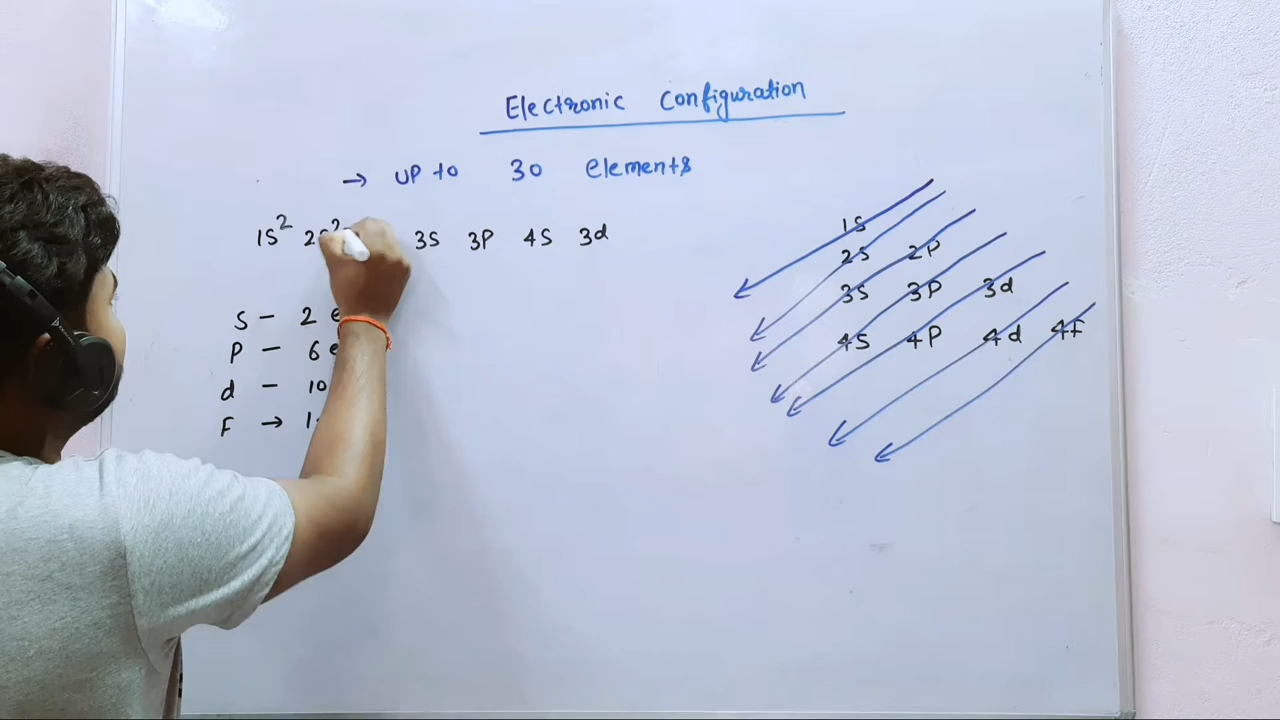 Electronic Configuration
→ UP to 30 elements
1S² 2S² 3S 3P 4S 3d
S - 2
P - 6
d - 10
F →
1S
2S 2P
3S 3P 3d
4S 4P 4d 4F